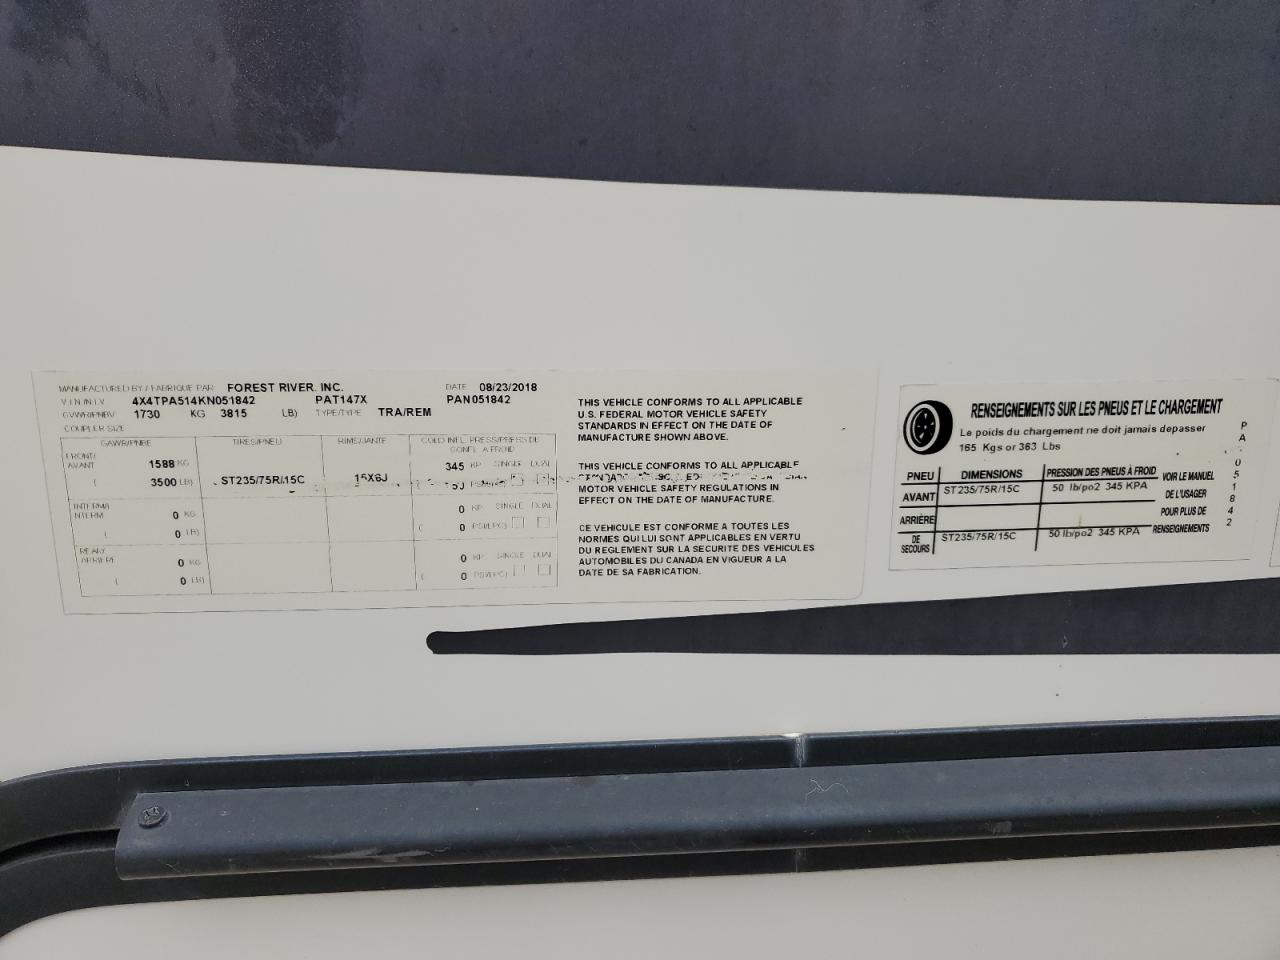 MANUFACTURED BY / FABRIQUE PAR FOREST RIVER, INC. DATE 08/23/2018
V.I.N./N.I.V 4X4TPA514KN051842 PAT147X PAN051842
GVWR/PNBV 1730 KG 3815 LB) TYPE/TYPE TRA/REM
COUPLER SIZE
GAWR/PNBE TIRES/PNEU RIMS/JANTE COLD INFL. PRESS/PRESS DE
GONFL. A FROID
FRONT/
AVANT 1588 KG 345 KP SINGLE DUAL
( 3500 LB) ST235/75R/15C 15X6J
INTERM/
INTERM 0 KG 0 KP SINGLE DUAL
( 0 LB) ( 0 PSI/LPC)
REAR/
ARRIERE 0 KG 0 KP SINGLE DUAL
( 0 LB) ( 0 PSI/LPC)
THIS VEHICLE CONFORMS TO ALL APPLICABLE
U.S. FEDERAL MOTOR VEHICLE SAFETY
STANDARDS IN EFFECT ON THE DATE OF
MANUFACTURE SHOWN ABOVE.
THIS VEHICLE CONFORMS TO ALL APPLICABLE
MOTOR VEHICLE SAFETY REGULATIONS IN
EFFECT ON THE DATE OF MANUFACTURE.
CE VEHICULE EST CONFORME A TOUTES LES
NORMES QUI LUI SONT APPLICABLES EN VERTU
DU REGLEMENT SUR LA SECURITE DES VEHICULES
AUTOMOBILES DU CANADA EN VIGUEUR A LA
DATE DE SA FABRICATION.
RENSEIGNEMENTS SUR LES PNEUS ET LE CHARGEMENT
Le poids du chargement ne doit jamais depasser
165 Kgs or 363 Lbs
PNEU DIMENSIONS PRESSION DES PNEUS À FROID
AVANT ST235/75R/15C 50 lb/po2 345 KPA
ARRIÈRE
DE SECOURS ST235/75R/15C 50 lb/po2 345 KPA
VOIR LE MANUEL
DE L'USAGER
POUR PLUS DE
RENSEIGNEMENTS
P
A
0
5
1
8
4
2